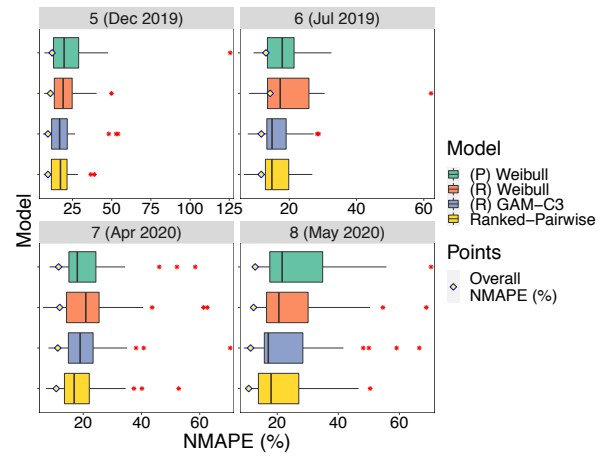 5 (Dec 2019)
6 (Jul 2019)
25
50
75
100
125
20
40
60
7 (Apr 2020)
8 (May 2020)
20
40
60
20
40
60
Model
NMAPE (%)
Model
(P) Weibull
(R) Weibull
(R) GAM−C3
Ranked−Pairwise
Points
Overall
NMAPE (%)